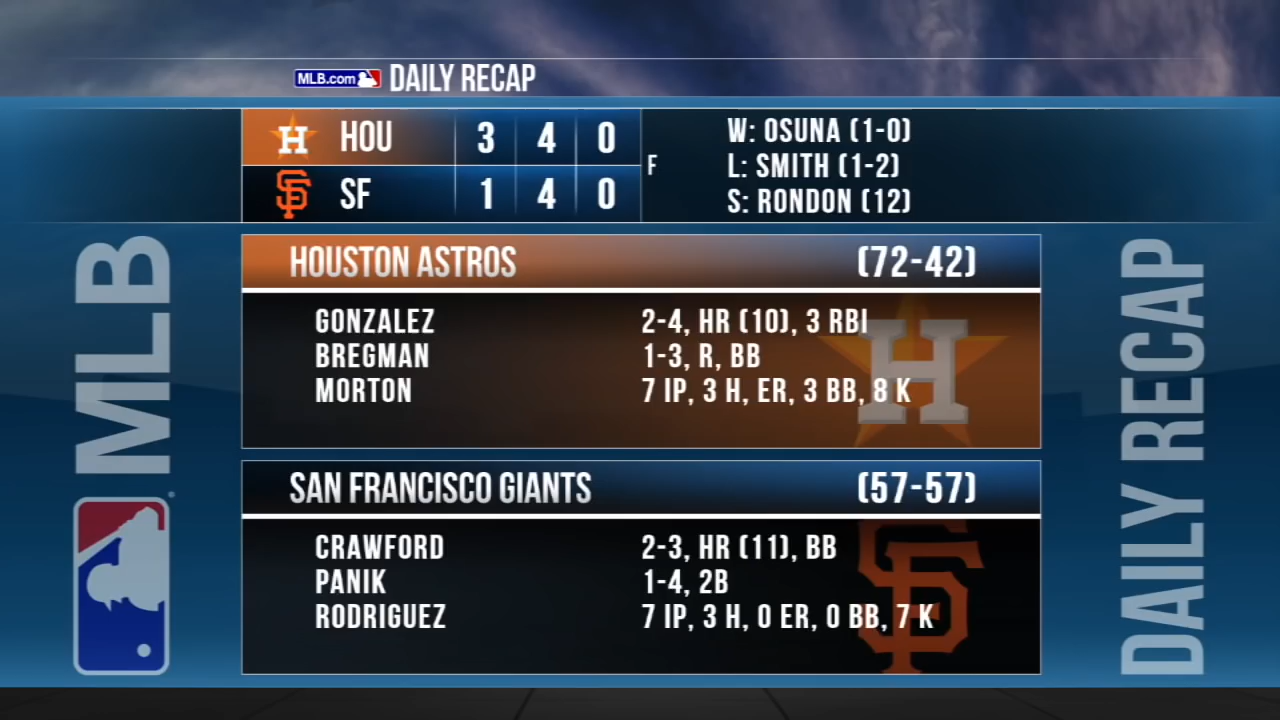 MLB.com DAILY RECAP
HOU 3 4 0
SF 1 4 0
F
W: OSUNA (1-0)
L: SMITH (1-2)
S: RONDON (12)
HOUSTON ASTROS (72-42)
GONZALEZ 2-4, HR (10), 3 RBI
BREGMAN 1-3, R, BB
MORTON 7 IP, 3 H, ER, 3 BB, 8 K
SAN FRANCISCO GIANTS (57-57)
CRAWFORD 2-3, HR (11), BB
PANIK 1-4, 2B
RODRIGUEZ 7 IP, 3 H, 0 ER, 0 BB, 7 K
MLB
DAILY RECAP
H
H
SF
SF